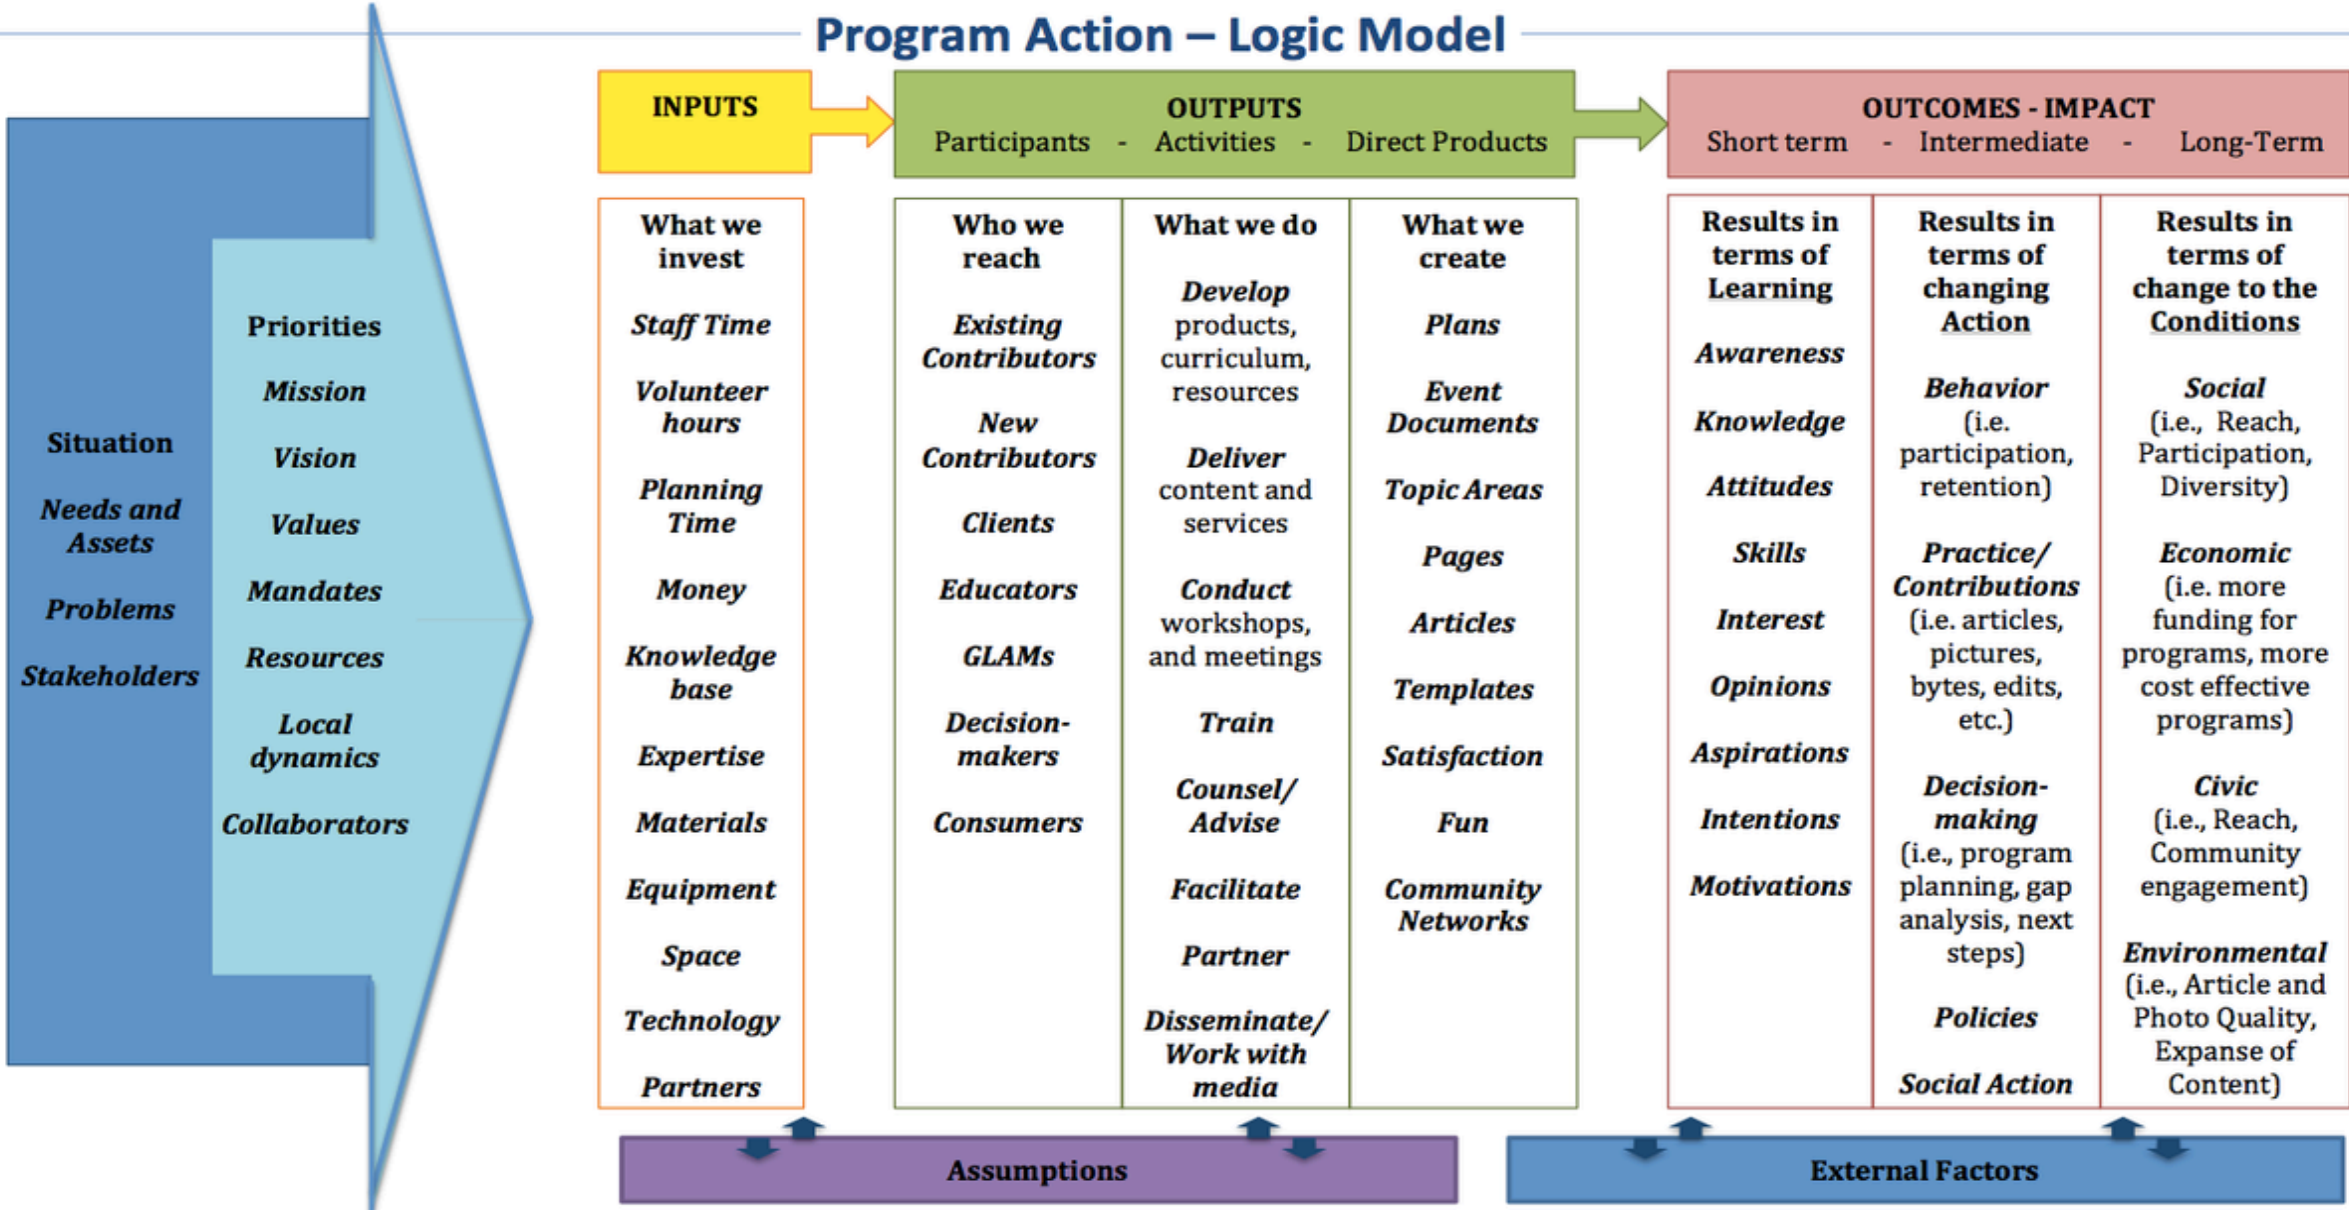 Program Action – Logic Model
Situation
Needs and
Assets
Problems
Stakeholders
Priorities
Mission
Vision
Values
Mandates
Resources
Local
dynamics
Collaborators
INPUTS
What we
invest
Staff Time
Volunteer
hours
Planning
Time
Money
Knowledge
base
Expertise
Materials
Equipment
Space
Technology
Partners
OUTPUTS
Participants - Activities - Direct Products
Who we
reach
Existing
Contributors
New
Contributors
Clients
Educators
GLAMs
Decision-
makers
Consumers
What we do
Develop
products,
curriculum,
resources
Deliver
content and
services
Conduct
workshops,
and meetings
Train
Counsel/
Advise
Facilitate
Partner
Disseminate/
Work with
media
What we
create
Plans
Event
Documents
Topic Areas
Pages
Articles
Templates
Satisfaction
Fun
Community
Networks
OUTCOMES - IMPACT
Short term - Intermediate - Long-Term
Results in
terms of
Learning
Awareness
Knowledge
Attitudes
Skills
Interest
Opinions
Aspirations
Intentions
Motivations
Results in
terms of
changing
Action
Behavior
(i.e.
participation,
retention)
Practice/
Contributions
(i.e. articles,
pictures,
bytes, edits,
etc.)
Decision-
making
(i.e., program
planning, gap
analysis, next
steps)
Policies
Social Action
Results in
terms of
change to the
Conditions
Social
(i.e., Reach,
Participation,
Diversity)
Economic
(i.e. more
funding for
programs, more
cost effective
programs)
Civic
(i.e., Reach,
Community
engagement)
Environmental
(i.e., Article and
Photo Quality,
Expanse of
Content)
Assumptions
External Factors